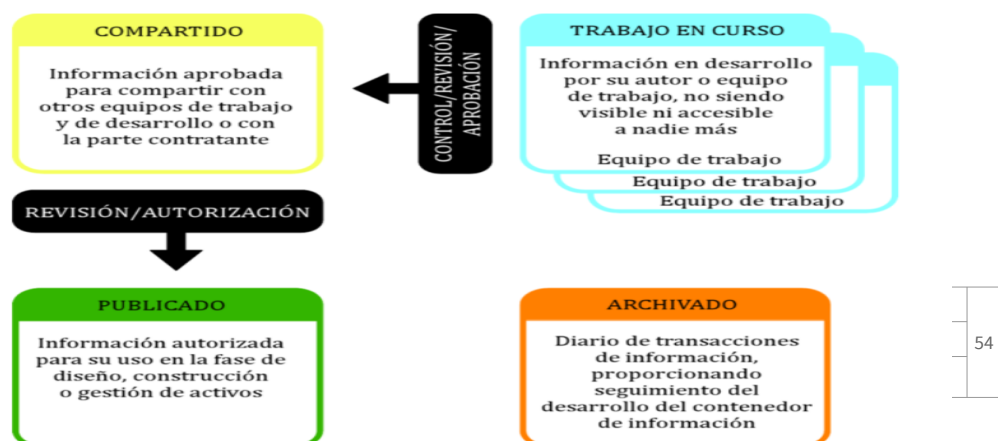 COMPARTIDO
Información aprobada
para compartir con
otros equipos de trabajo
y de desarrollo o con
la parte contratante
CONTROL/REVISIÓN/
APROBACIÓN
TRABAJO EN CURSO
Información en desarrollo
por su autor o equipo
de trabajo, no siendo
visible ni accesible
a nadie más
Equipo de trabajo
Equipo de trabajo
Equipo de trabajo
REVISIÓN/AUTORIZACIÓN
PUBLICADO
Información autorizada
para su uso en la fase de
diseño, construcción
o gestión de activos
ARCHIVADO
Diario de transacciones
de información,
proporcionando
seguimiento del
desarrollo del contenedor
de información
54